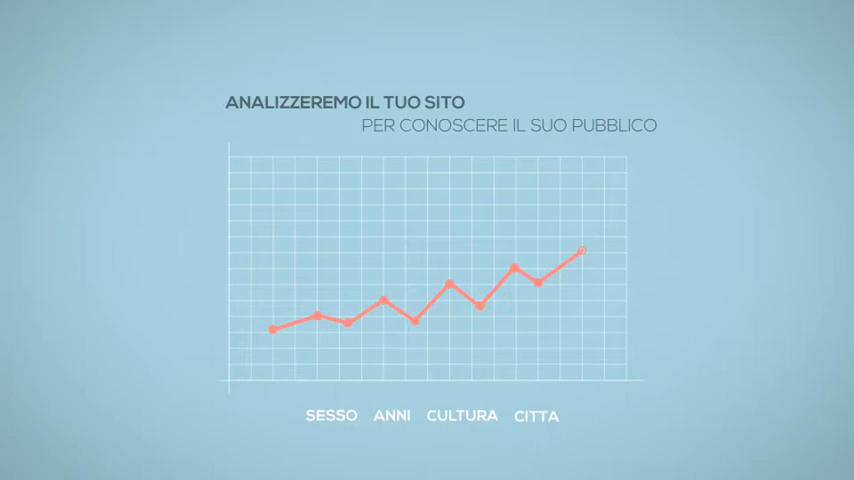 ANALIZZEREMO IL TUO SITO
PER CONOSCERE IL SUO PUBBLICO
SESSO ANNI CULTURA CITTA